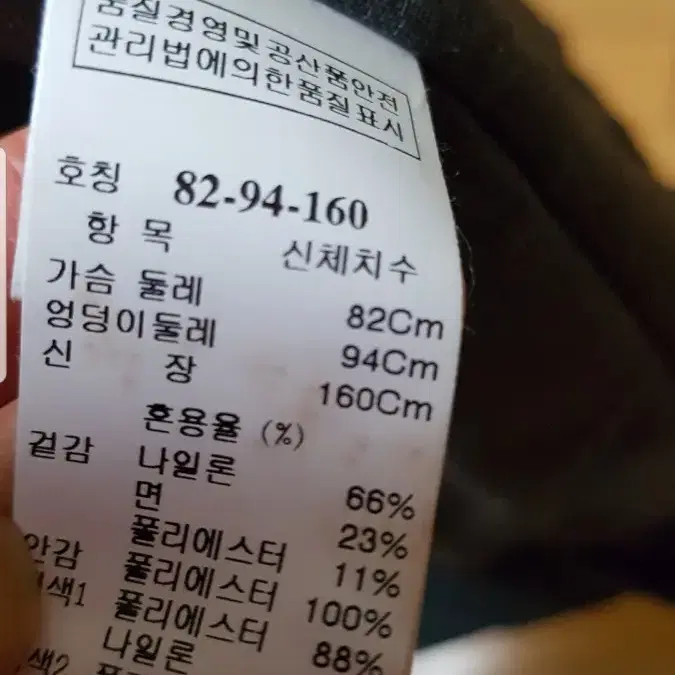 품질경영및공산품안전
관리법에의한품질표시
호칭 82-94-160
항 목 신체치수
가슴 둘레 82Cm
엉덩이둘레 94Cm
신 장 160Cm
혼용율 (%)
겉감 나일론 66%
면 23%
폴리에스터 11%
안감 폴리에스터 100%
색1 폴리에스터 88%
나일론
색2